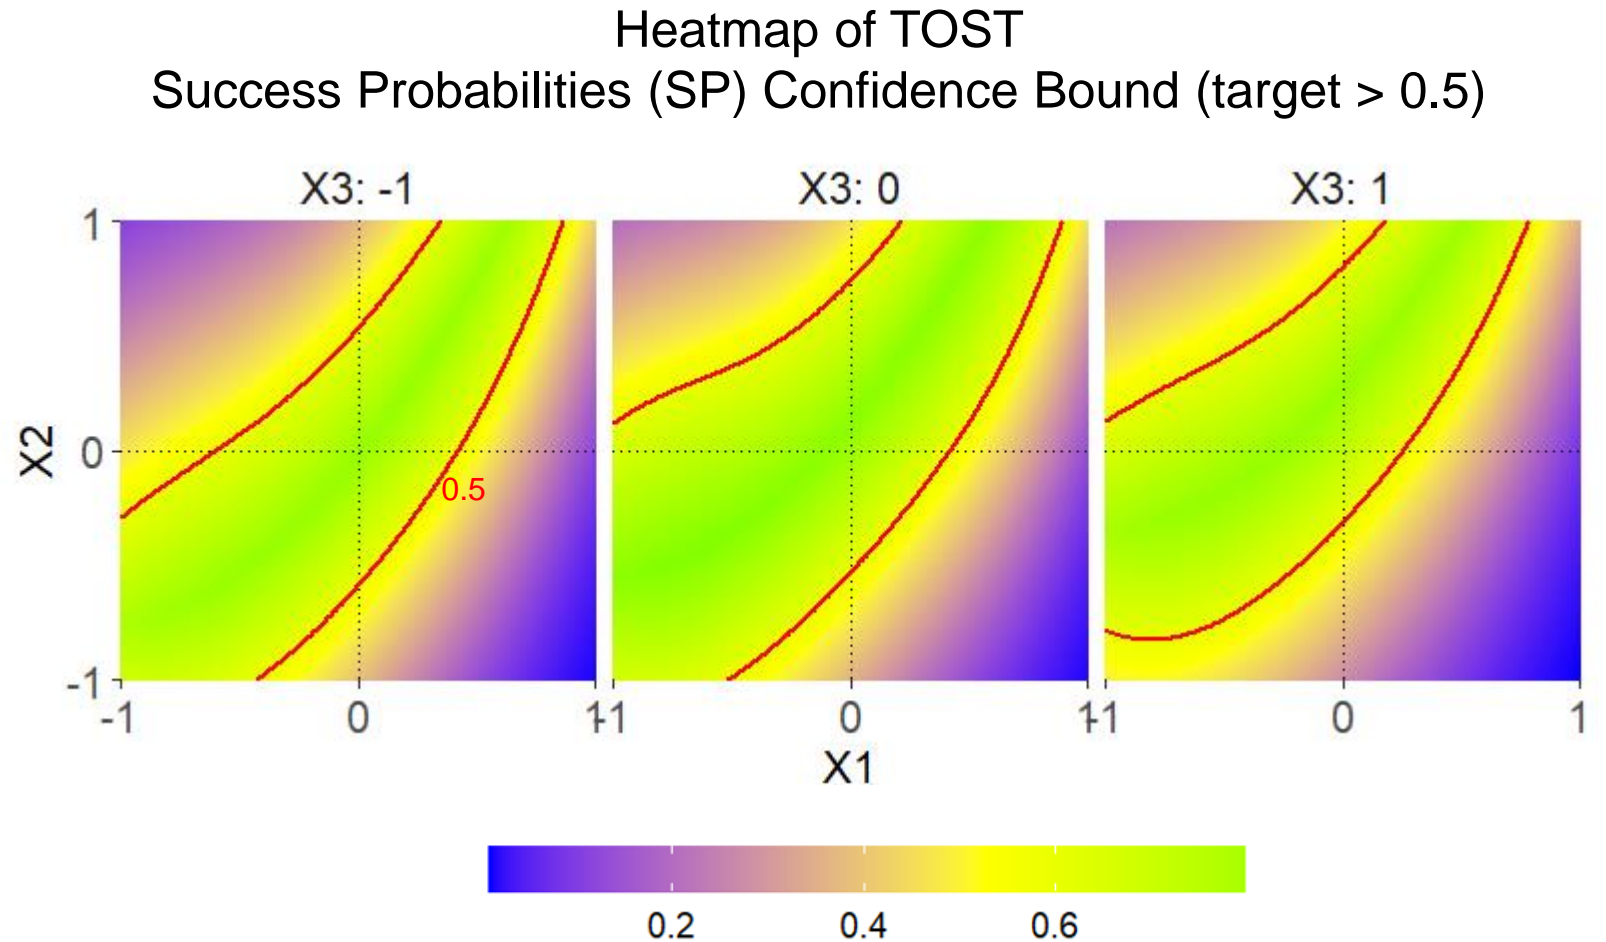 Heatmap of TOST
Success Probabilities (SP) Confidence Bound (target > 0.5)
X3: -1 X3: 0 X3: 1
1
X2
0
0.5
-1
-1 0 1 -1 0 1 -1 0 1
X1
0.2 0.4 0.6